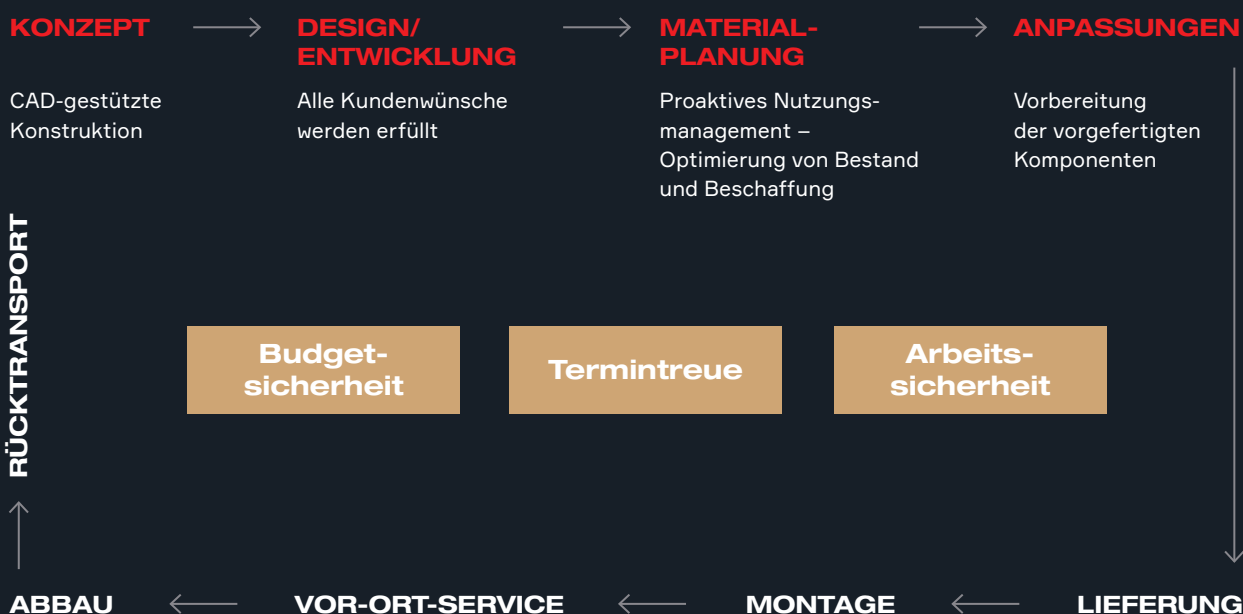 KONZEPT
CAD-gestützte
Konstruktion
DESIGN/
ENTWICKLUNG
Alle Kundenwünsche
werden erfüllt
MATERIAL-
PLANUNG
Proaktives Nutzungs-
management –
Optimierung von Bestand
und Beschaffung
ANPASSUNGEN
Vorbereitung
der vorgefertigten
Komponenten
Budget-
sicherheit
Termintreue
Arbeits-
sicherheit
LIEFERUNG
MONTAGE
VOR-ORT-SERVICE
ABBAU
RÜCKTRANSPORT